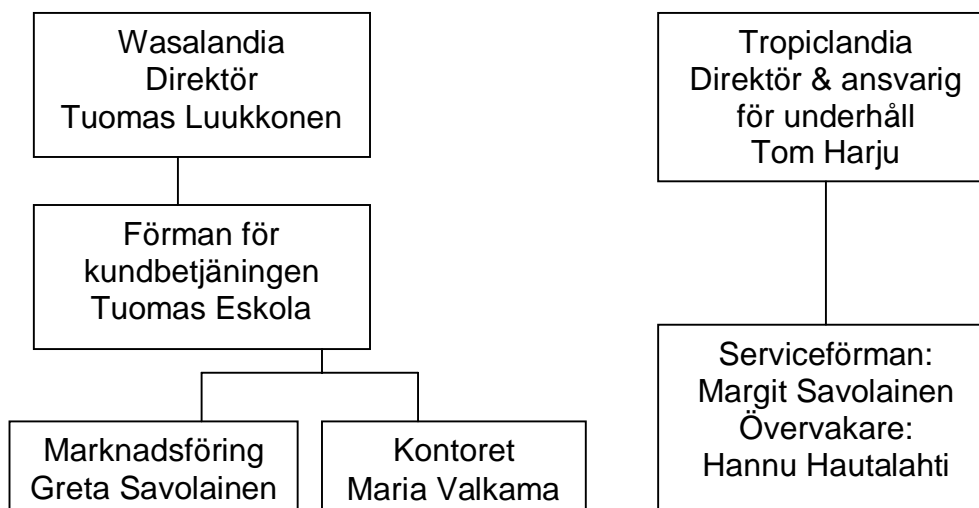 Wasalandia
Direktör
Tuomas Luukkonen
Tropiclandia
Direktör & ansvarig
för underhåll
Tom Harju
Förman för
kundbetjäningen
Tuomas Eskola
Serviceförman:
Margit Savolainen
Övervakare:
Hannu Hautalahti
Marknadsföring
Greta Savolainen
Kontoret
Maria Valkama